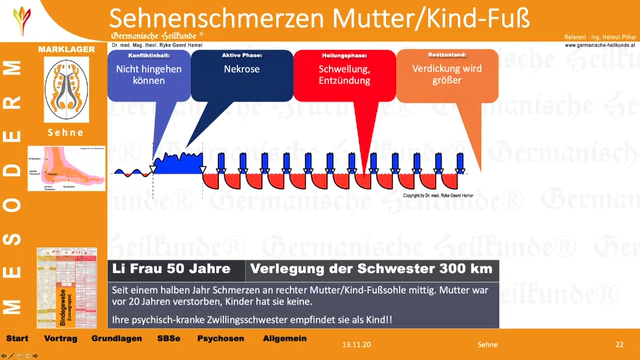 Sehnenschmerzen Mutter/Kind-Fuß
Germanische Heilkunde®
Dr. med. Mag. theol. Ryke Geerd Hamer
Referent - Ing. Helmut Pilhar
www.germanische-heilkunde.at
MARKLAGER
Sehne
MESODERM
Konfliktinhalt:
Nicht hingehen
können
Aktive Phase:
Nekrose
Heilungsphase:
Schwellung,
Entzündung
Restzustand:
Verdickung wird
größer
Copyright by Dr. med. Ryke Geerd Hamer
Bindegewebe
Li Frau 50 Jahre
Verlegung der Schwester 300 km
Seit einem halben Jahr Schmerzen an rechter Mutter/Kind-Fußsohle mittig. Mutter war
vor 20 Jahren verstorben, Kinder hat sie keine.
Ihre psychisch-kranke Zwillingsschwester empfindet sie als Kind!!
Start Vortrag Grundlagen SBSe Psychosen Allgemein
13.11.20
Sehne
22